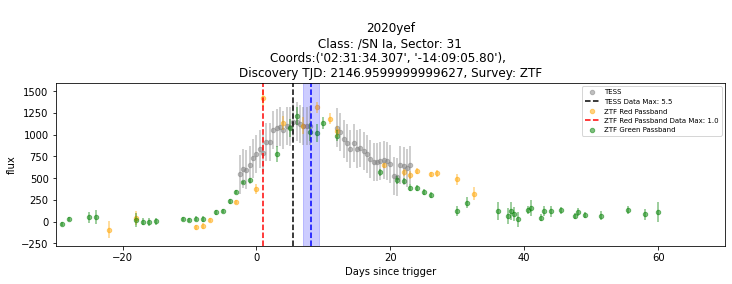 2020yef
Class: /SN Ia, Sector: 31
Coords:('02:31:34.307', '-14:09:05.80'),
Discovery TJD: 2146.9599999999627, Survey: ZTF
1500
1250
1000
750
500
250
0
−250
flux
TESS
TESS Data Max: 5.5
ZTF Red Passband
ZTF Red Passband Data Max: 1.0
ZTF Green Passband
−20
0
20
40
60
Days since trigger